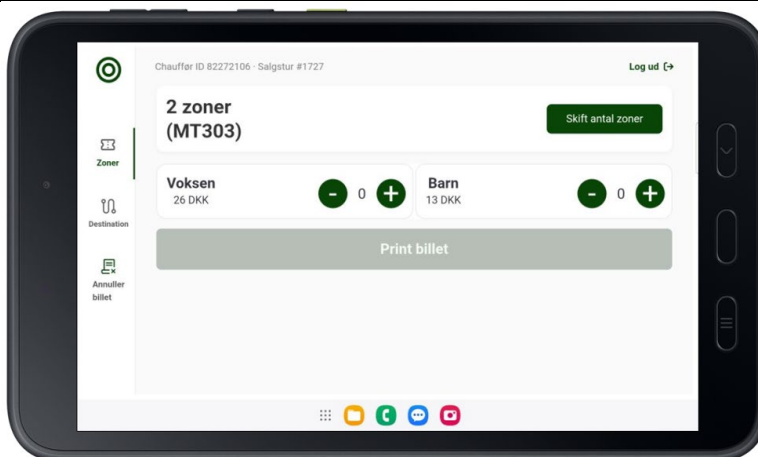 Chauffør ID 82272106 · Salgstur #1727
Log ud
2 zoner
(MT303)
Skift antal zoner
Zoner
Destination
Annuller
billet
Voksen
26 DKK
- 0 +
Barn
13 DKK
- 0 +
Print billet